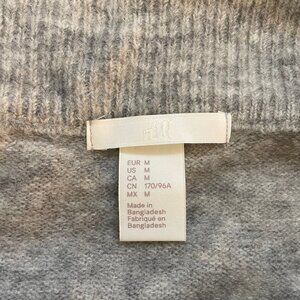 EUR M
US M
CA M
CN 170/96A
MX M
Made in
Bangladesh
Fabriqué en
Bangladesh